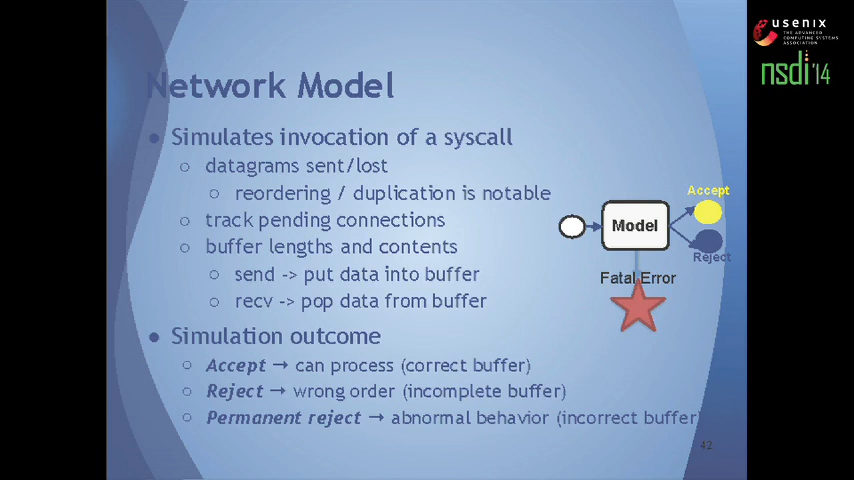 usenix
THE ADVANCED
COMPUTING SYSTEMS
ASSOCIATION
nsdi '14
Network Model
● Simulates invocation of a syscall
○ datagrams sent/lost
○ reordering / duplication is notable
○ track pending connections
○ buffer lengths and contents
○ send -> put data into buffer
○ recv -> pop data from buffer
● Simulation outcome
○ Accept → can process (correct buffer)
○ Reject → wrong order (incomplete buffer)
○ Permanent reject → abnormal behavior (incorrect buffer)
Accept
Model
Reject
Fatal Error
42